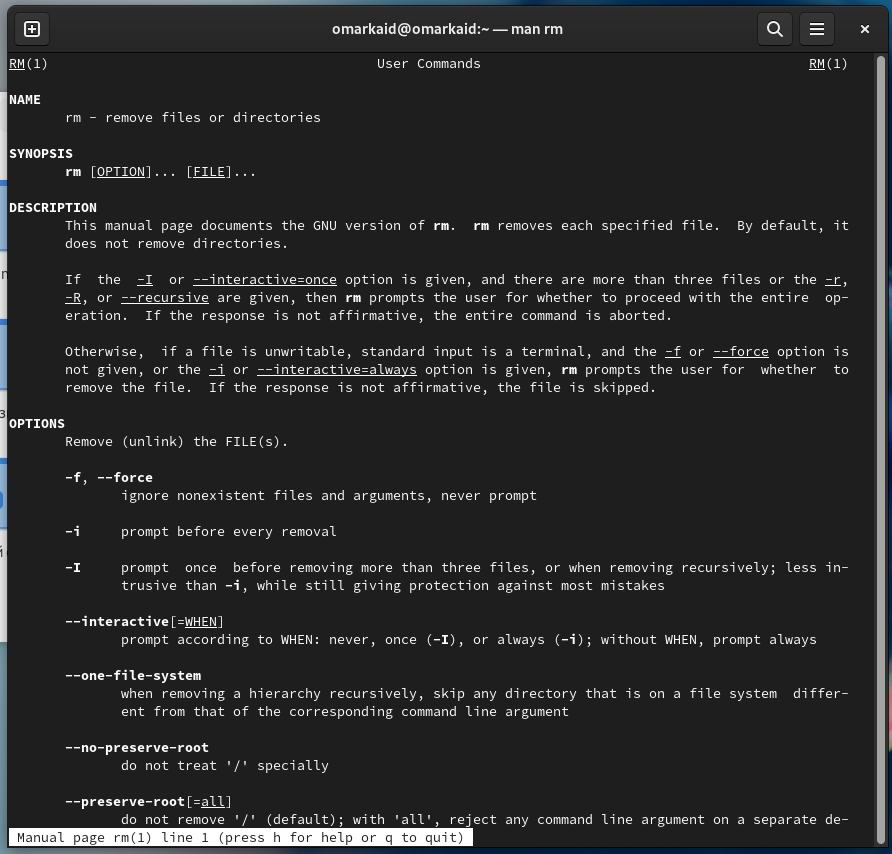 omarkaid@omarkaid:~ — man rm
RM(1) User Commands RM(1)
NAME
rm - remove files or directories
SYNOPSIS
rm [OPTION]... [FILE]...
DESCRIPTION
This manual page documents the GNU version of rm.  rm removes each specified file.  By default, it
does not remove directories.
If  the  -I  or --interactive=once option is given, and there are more than three files or the -r,
-R, or --recursive are given, then rm prompts the user for whether to proceed with the entire  op-
eration.  If the response is not affirmative, the entire command is aborted.
Otherwise,  if a file is unwritable, standard input is a terminal, and the -f or --force option is
not given, or the -i or --interactive=always option is given, rm prompts the user for  whether  to
remove the file.  If the response is not affirmative, the file is skipped.
OPTIONS
Remove (unlink) the FILE(s).
-f, --force
ignore nonexistent files and arguments, never prompt
-i prompt before every removal
-I prompt  once  before removing more than three files, or when removing recursively; less in-
trusive than -i, while still giving protection against most mistakes
--interactive[=WHEN]
prompt according to WHEN: never, once (-I), or always (-i); without WHEN, prompt always
--one-file-system
when removing a hierarchy recursively, skip any directory that is on a file system  differ-
ent from that of the corresponding command line argument
--no-preserve-root
do not treat '/' specially
--preserve-root[=all]
do not remove '/' (default); with 'all', reject any command line argument on a separate de-
Manual page rm(1) line 1 (press h for help or q to quit)